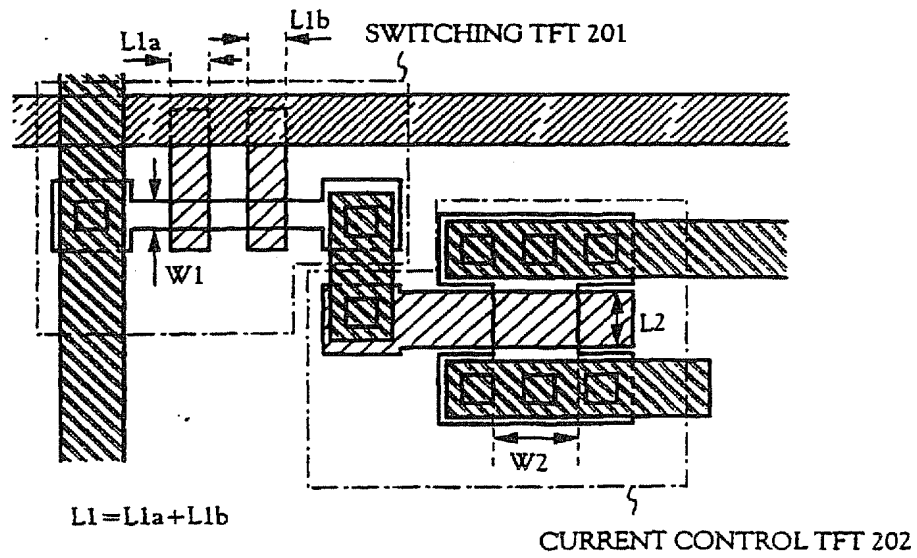 L1b
L1a
SWITCHING TFT 201
W1
L2
W2
L1=L1a+L1b
CURRENT CONTROL TFT 202